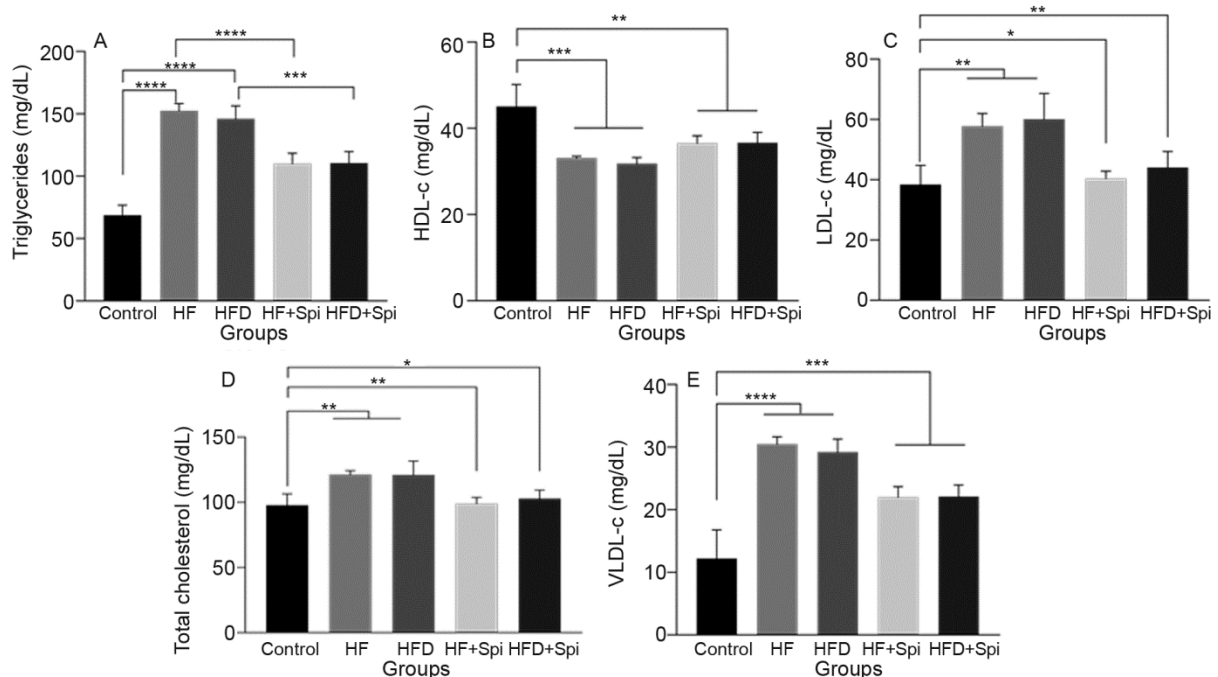 A
Triglycerides (mg/dL)
200
150
100
50
0
****
****
****
***
Control HF HFD HF+Spi HFD+Spi
Groups
B
HDL-c (mg/dL)
60
40
20
0
**
***
Control HF HFD HF+Spi HFD+Spi
Groups
C
LDL-c (mg/dL
80
60
40
20
0
**
*
**
Control HF HFD HF+Spi HFD+Spi
Groups
D
Total cholesterol (mg/dL)
150
100
50
0
*
**
**
Control HF HFD HF+Spi HFD+Spi
Groups
E
VLDL-c (mg/dL)
40
30
20
10
0
***
****
Control HF HFD HF+Spi HFD+Spi
Groups